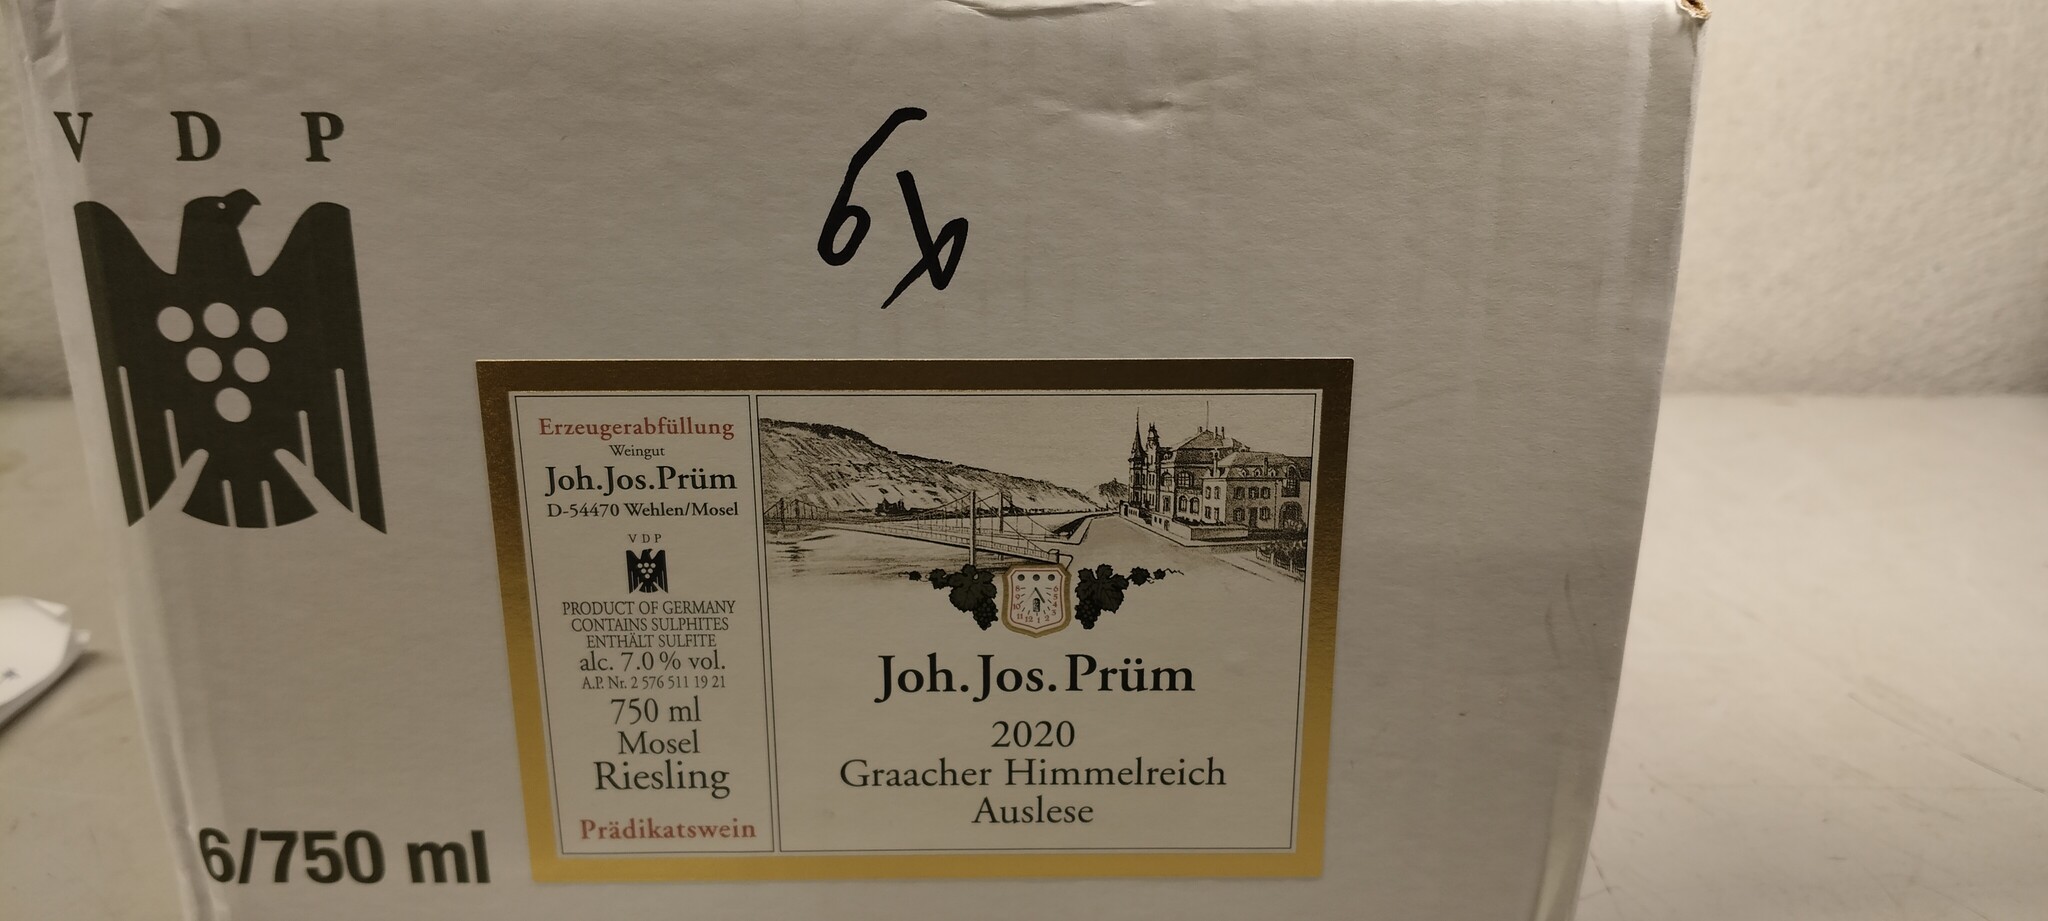 V D P
6x
Erzeugerabfüllung
Weingut
Joh.Jos.Prüm
D-54470 Wehlen/Mosel
VDP
PRODUCT OF GERMANY
CONTAINS SULPHITES
ENTHÄLT SULFITE
alc. 7.0 % vol.
A.P. Nr. 2 576 511 19 21
750 ml
Mosel
Riesling
Prädikatswein
Joh.Jos.Prüm
2020
Graacher Himmelreich
Auslese
6/750 ml